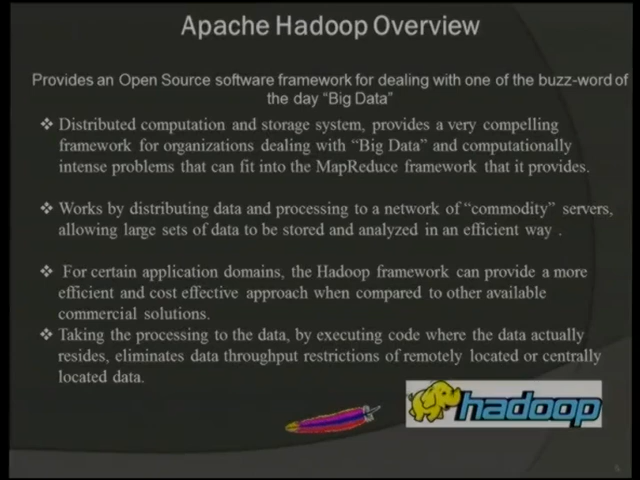 Apache Hadoop Overview
Provides an Open Source software framework for dealing with one of the buzz-word of
the day “Big Data”
❖ Distributed computation and storage system, provides a very compelling
framework for organizations dealing with “Big Data” and computationally
intense problems that can fit into the MapReduce framework that it provides.
❖ Works by distributing data and processing to a network of “commodity” servers,
allowing large sets of data to be stored and analyzed in an efficient way .
❖ For certain application domains, the Hadoop framework can provide a more
efficient and cost effective approach when compared to other available
commercial solutions.
❖ Taking the processing to the data, by executing code where the data actually
resides, eliminates data throughput restrictions of remotely located or centrally
located data.
hadoop
6